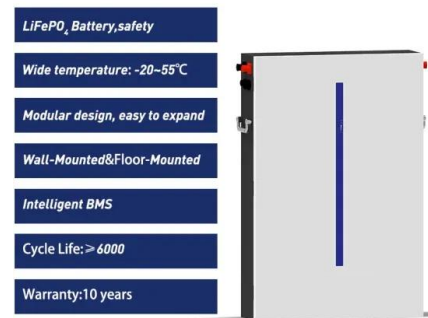 LiFePO₄ Battery,safety
Wide temperature: -20~55℃
Modular design, easy to expand
Wall-Mounted&Floor-Mounted
Intelligent BMS
Cycle Life:≥6000
Warranty:10 years